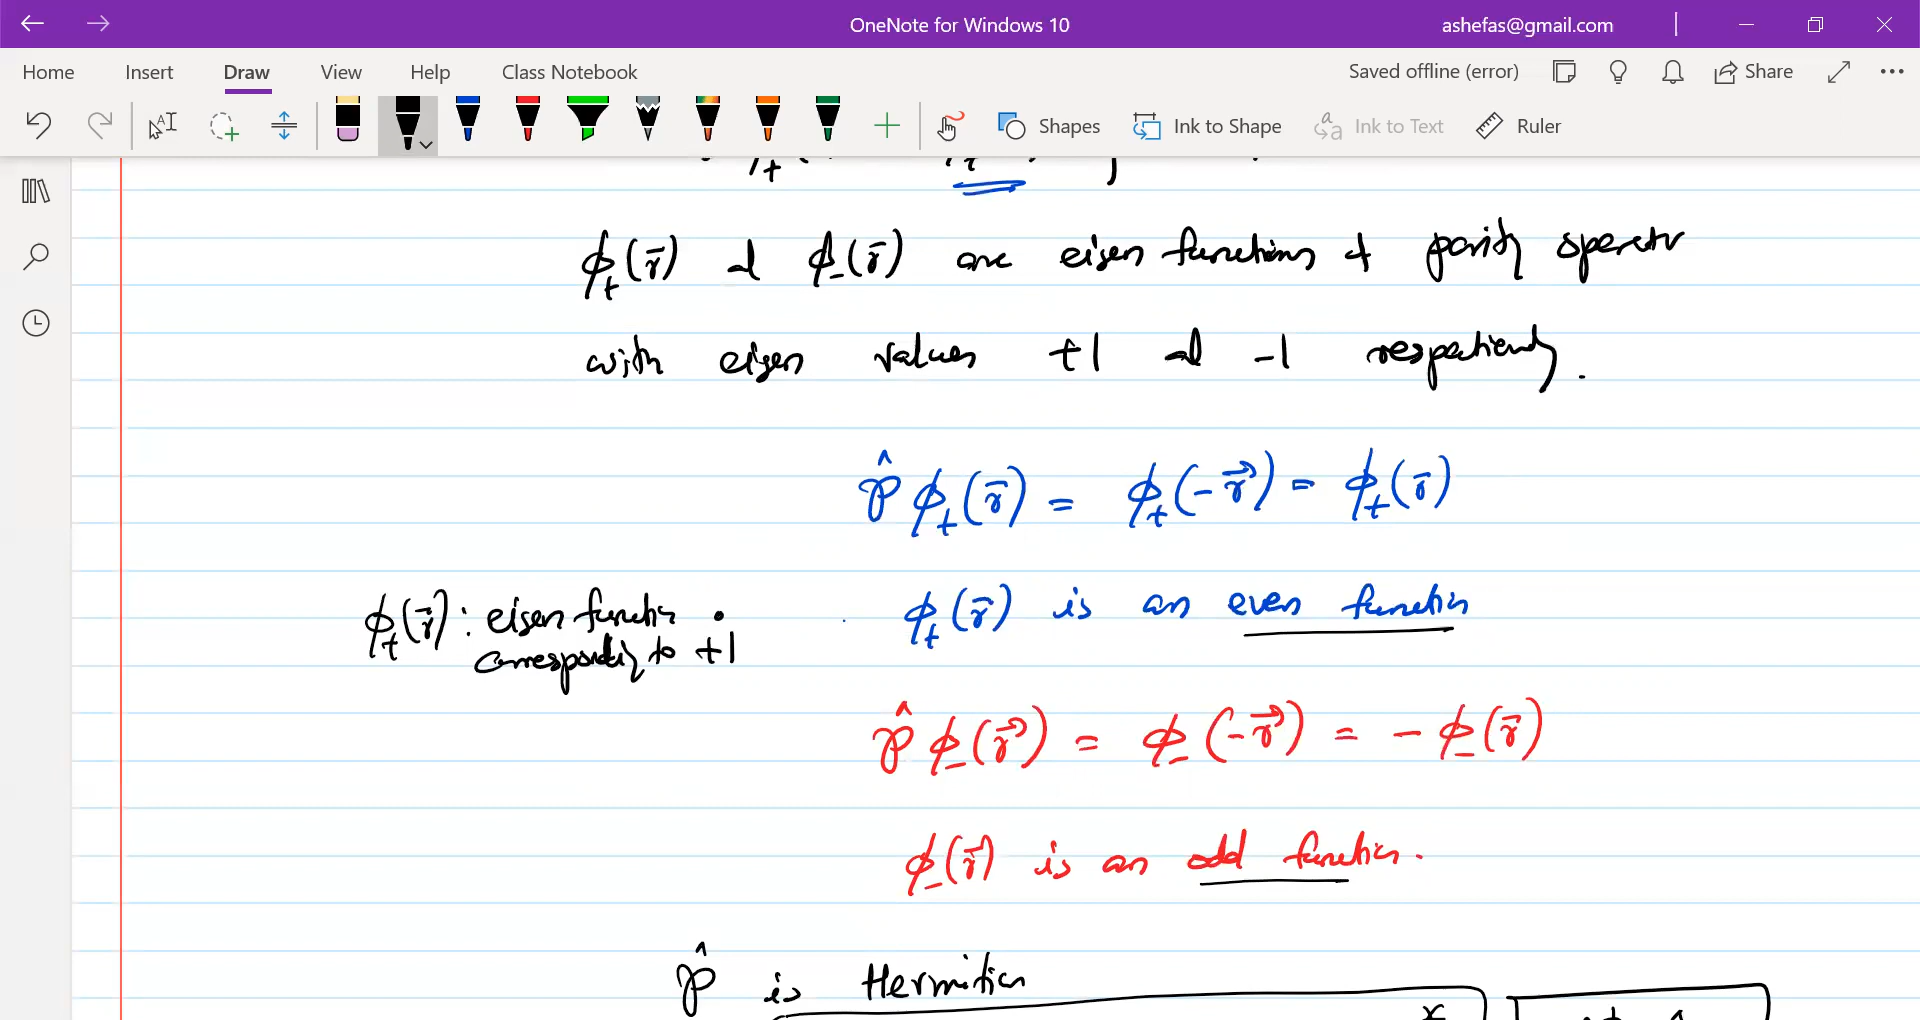 OneNote for Windows 10
ashefas@gmail.com
Home Insert Draw View Help Class Notebook
Saved offline (error) Share
Shapes Ink to Shape Ink to Text Ruler
ϕ₊(r⃗) & ϕ₋(r⃗) are eigen functions of parity operator
with eigen values +1 & -1 respectively.
P̂ ϕ₊(r⃗) = ϕ₊(-r⃗) = ϕ₊(r⃗)
ϕ₊(r⃗) : eigen function
corresponding to +1
ϕ₊(r⃗) is an even function
P̂ ϕ₋(r⃗) = ϕ₋(-r⃗) = - ϕ₋(r⃗)
ϕ₋(r⃗) is an odd function.
P̂ is Hermitian